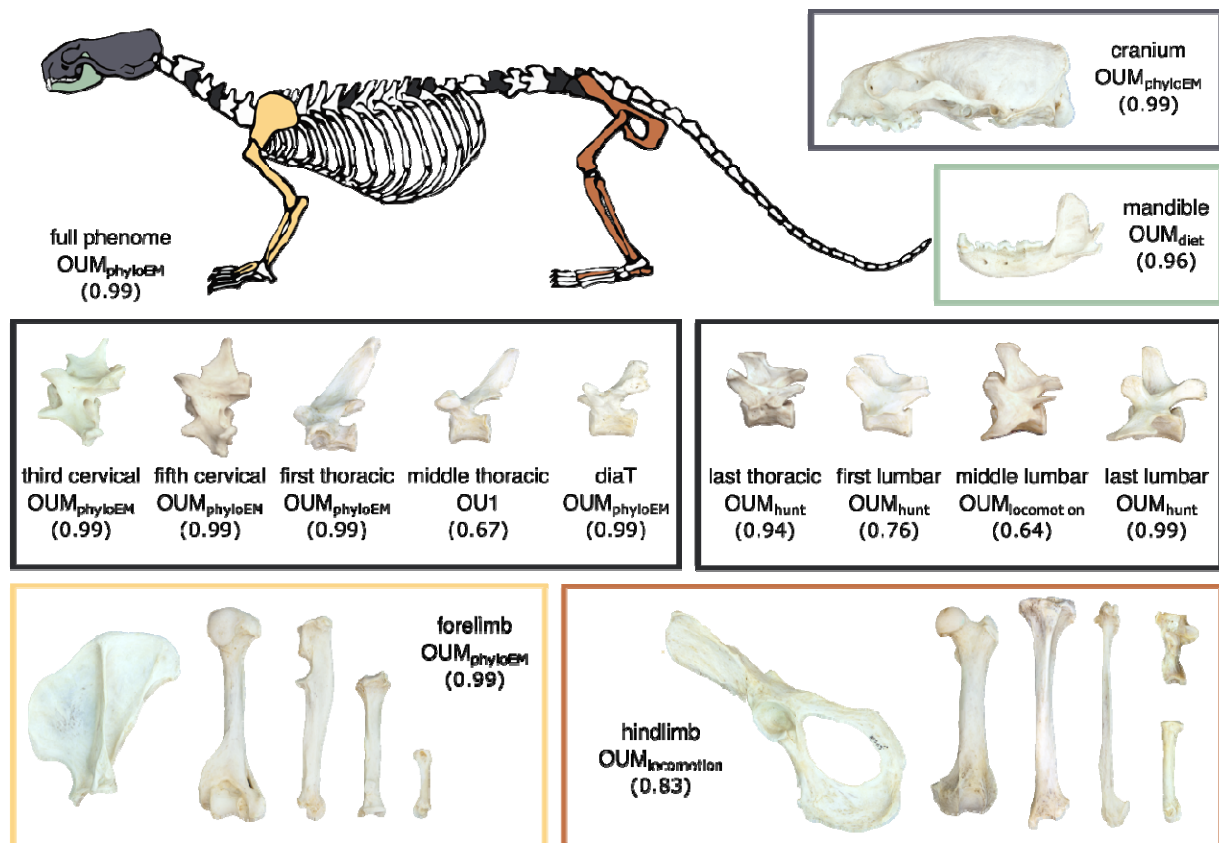 cranium
OUMphyloEM
(0.99)
mandible
OUMdiet
(0.96)
full phenome
OUMphyloEM
(0.99)
third cervical
OUMphyloEM
(0.99)
fifth cervical
OUMphyloEM
(0.99)
first thoracic
OUMphyloEM
(0.99)
middle thoracic
OU1
(0.67)
diaT
OUMphyloEM
(0.99)
last thoracic
OUMhunt
(0.94)
first lumbar
OUMhunt
(0.76)
middle lumbar
OUMlocomotion
(0.64)
last lumbar
OUMhunt
(0.99)
forelimb
OUMphyloEM
(0.99)
hindlimb
OUMlocomotion
(0.83)